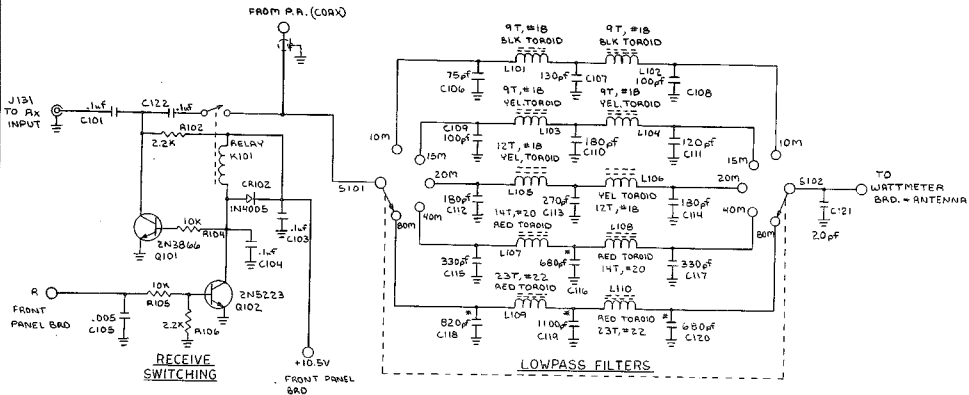 FROM P.A. (COAX)
J131
TO Rx
INPUT
.1uf
C101
C122
.1uf
R102
2.2K
RELAY
K101
CR102
1N4005
.1uf
C103
10K
R104
2N3866
Q101
.1uf
C104
R
FRONT
PANEL BRD
10K
R105
.005
C105
2N5223
Q102
2.2K
R106
RECEIVE
SWITCHING
+10.5V
FRONT PANEL
BRD
S101
10M
15M
20M
40M
80M
9T, #18
BLK TOROID
L101
9T, #18
BLK TOROID
L102
75pf
C106
130pf
C107
100pf
C108
9T, #18
YEL.TOROID
L103
9T, #18
YEL.TOROID
L104
C109
100pf
180pf
C110
120pf
C111
12T, #18
YEL, TOROID
L105
L106
YEL TOROID
12T, #18
180pf
C112
270pf
C113
180pf
C114
14T, #20
RED TOROID
L107
L108
RED TOROID
14T, #20
330pf
C115
*
680pf
C116
330pf
C117
23T, #22
RED TOROID
L109
L110
RED TOROID
23T, #22
*
820pf
C118
*
1100pf
C119
*
680pf
C120
LOWPASS FILTERS
10M
15M
20M
40M
80M
S102
C121
20pf
TO
WATTMETER
BRD. + ANTENNA